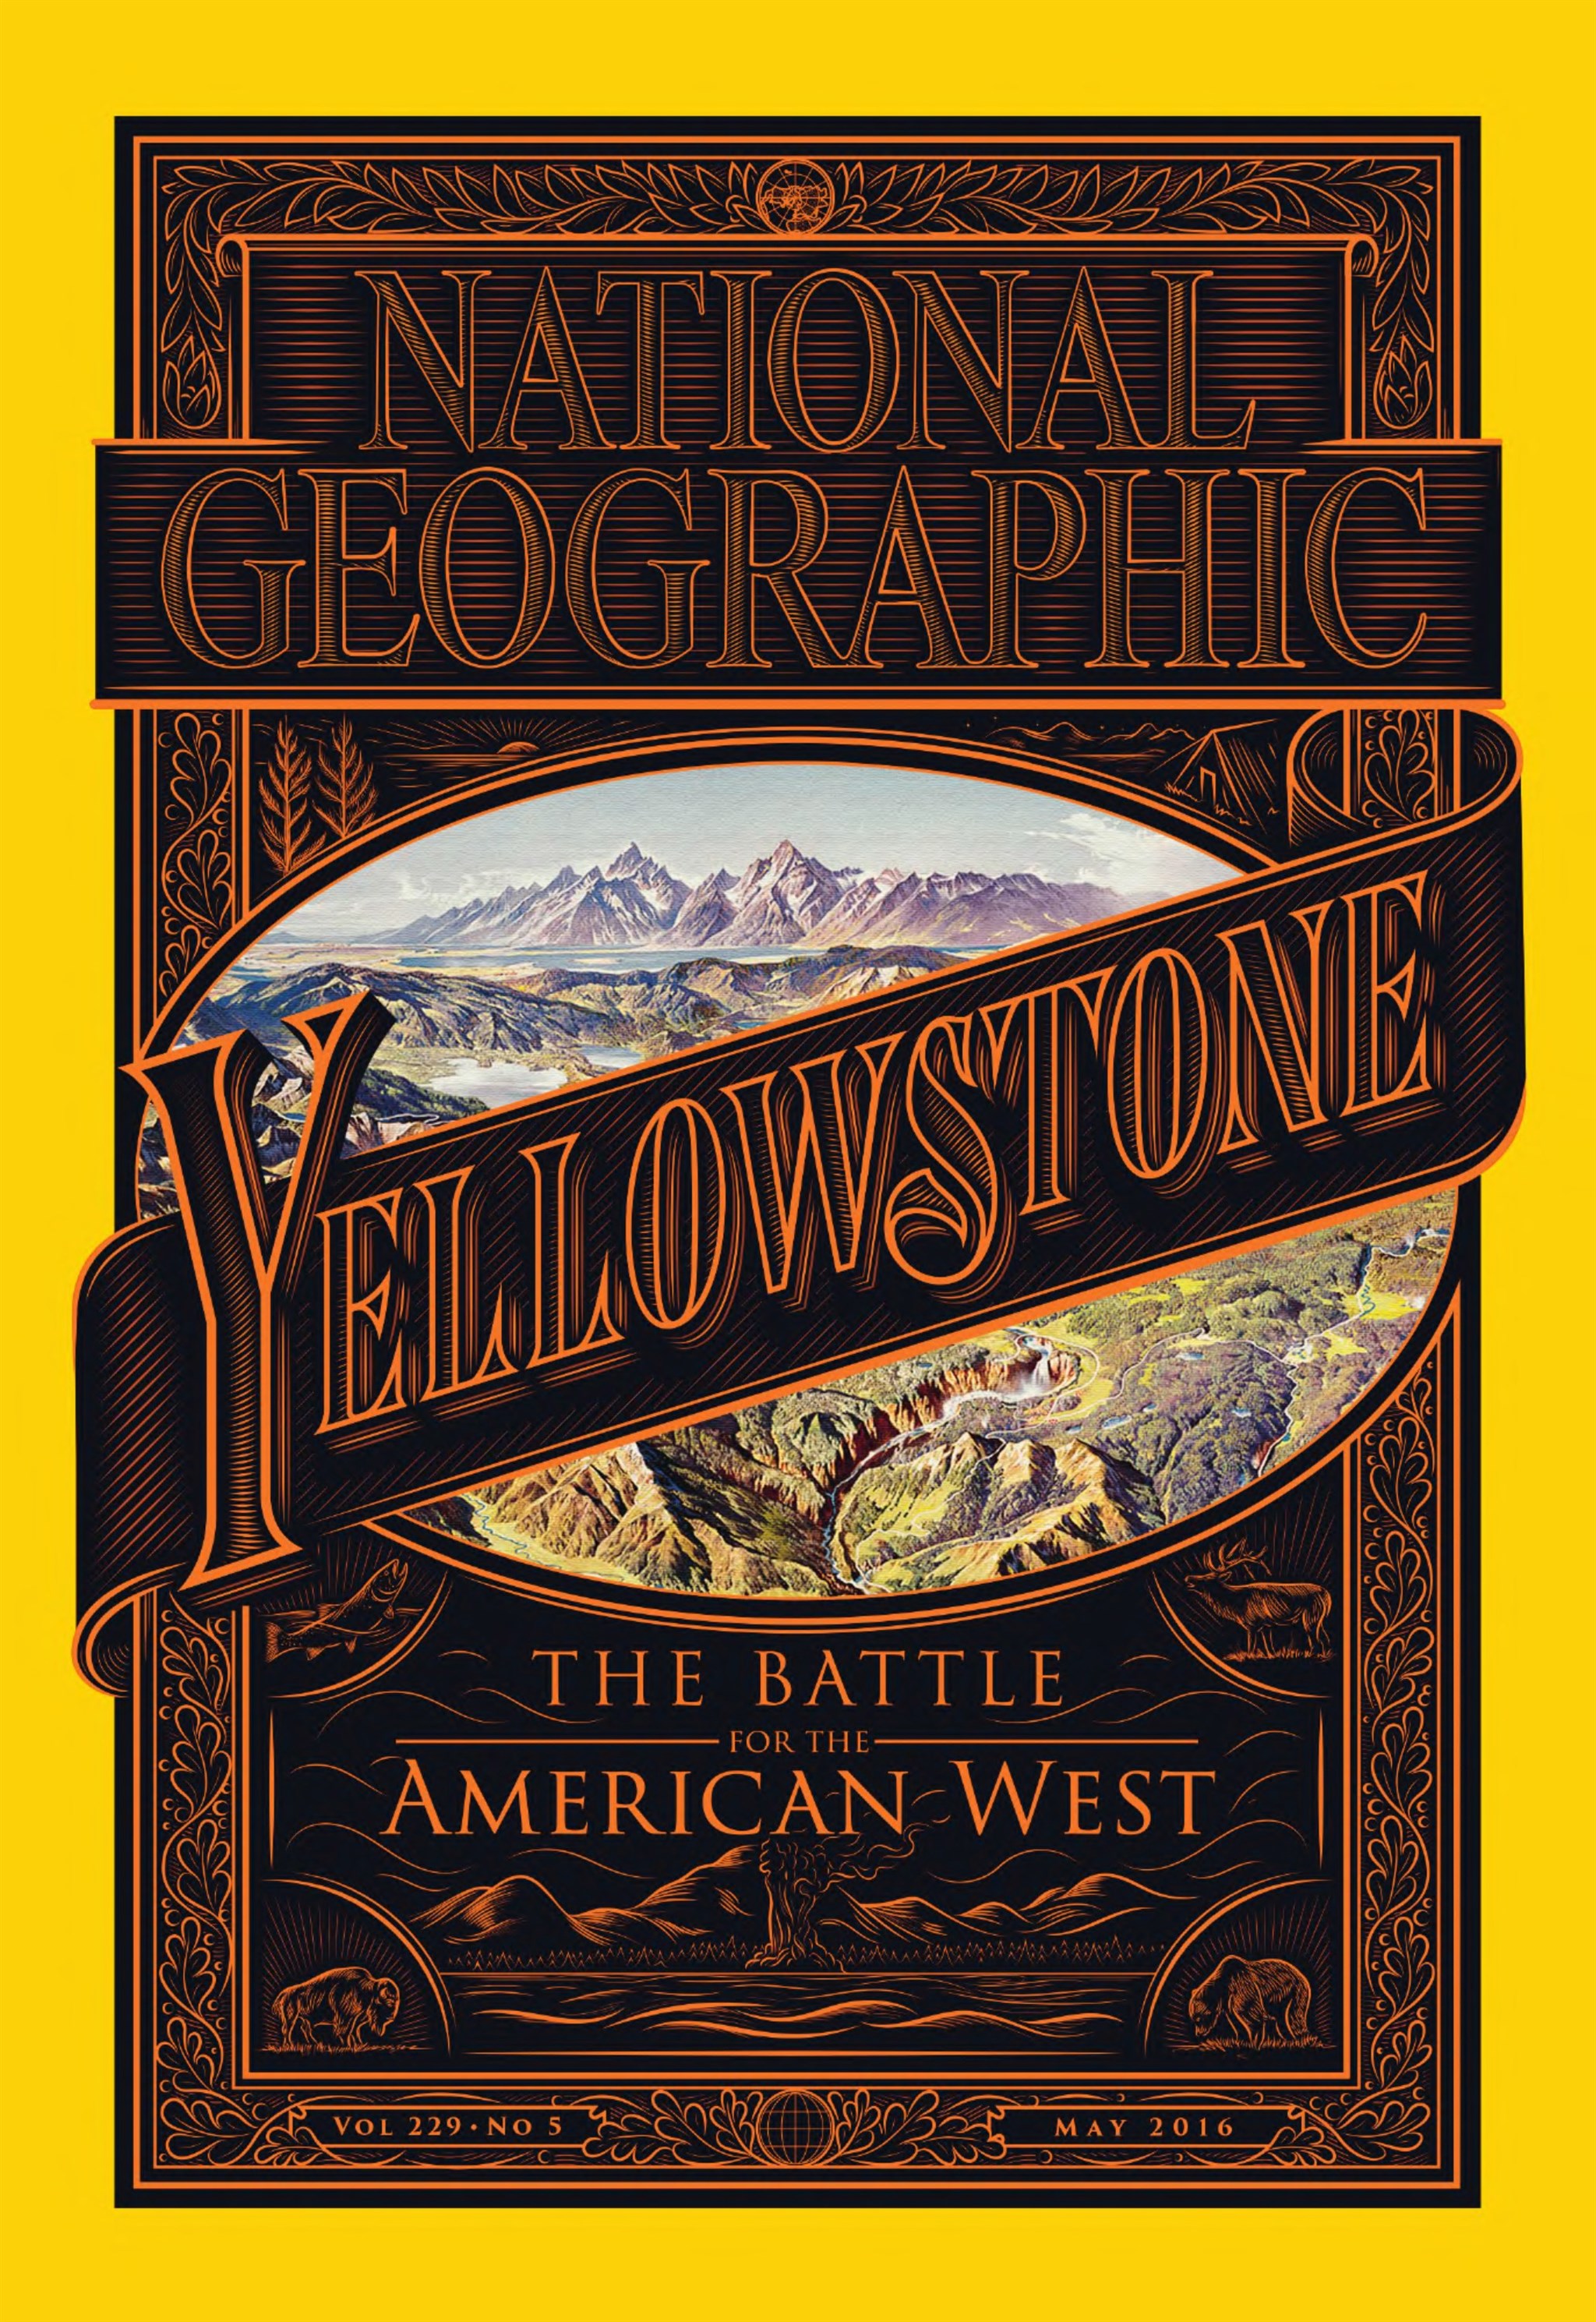 NATIONAL
GEOGRAPHIC
YELLOWSTONE
THE BATTLE
FOR THE
AMERICAN WEST
VOL 229 • NO 5
MAY 2016